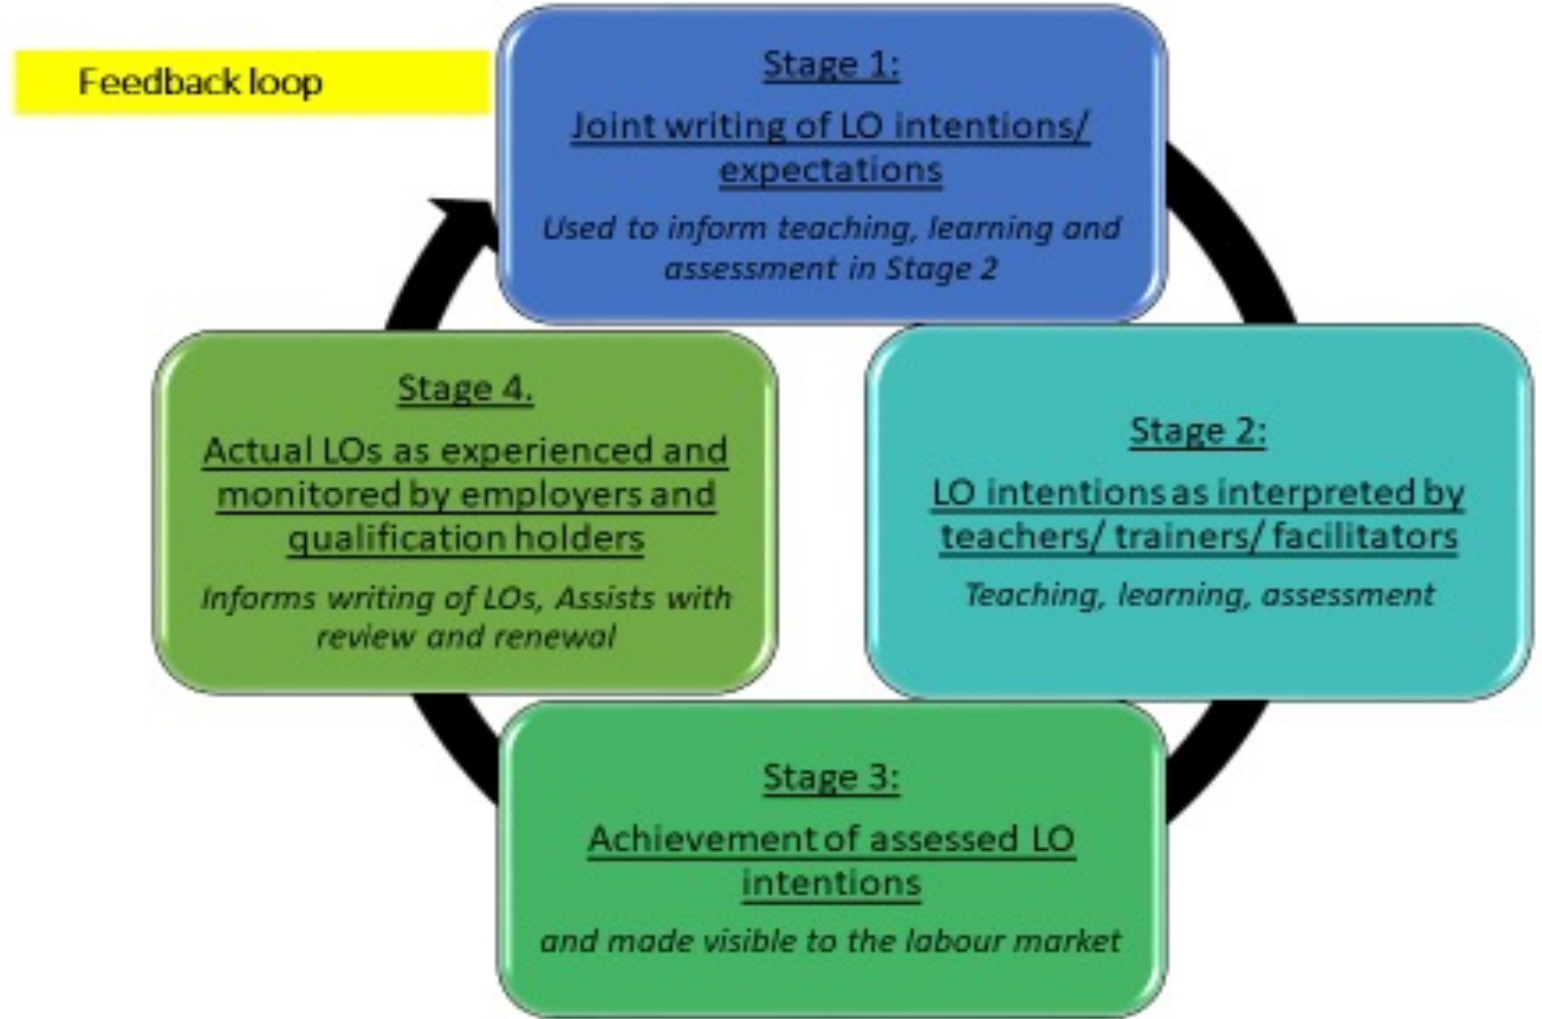 Feedback loop
Stage 1:
Joint writing of LO intentions/
expectations
Used to inform teaching, learning and
assessment in Stage 2
Stage 2:
LO intentions as interpreted by
teachers/ trainers/ facilitators
Teaching, learning, assessment
Stage 3:
Achievement of assessed LO
intentions
and made visible to the labour market
Stage 4.
Actual LOs as experienced and
monitored by employers and
qualification holders
Informs writing of LOs, Assists with
review and renewal